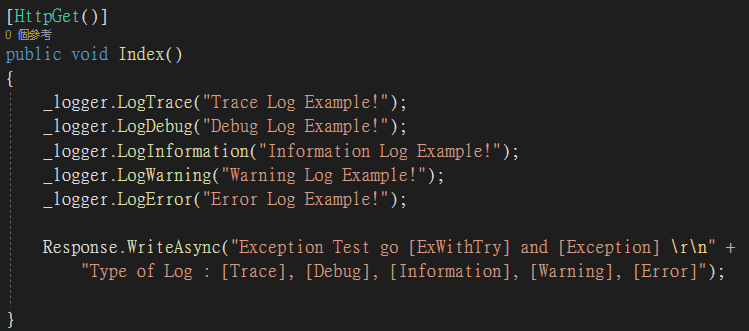 [HttpGet()]
0 個參考
public void Index()
{
_logger.LogTrace("Trace Log Example!");
_logger.LogDebug("Debug Log Example!");
_logger.LogInformation("Information Log Example!");
_logger.LogWarning("Warning Log Example!");
_logger.LogError("Error Log Example!");
Response.WriteAsync("Exception Test go [ExWithTry] and [Exception] \r\n" +
"Type of Log : [Trace], [Debug], [Information], [Warning], [Error]");
}